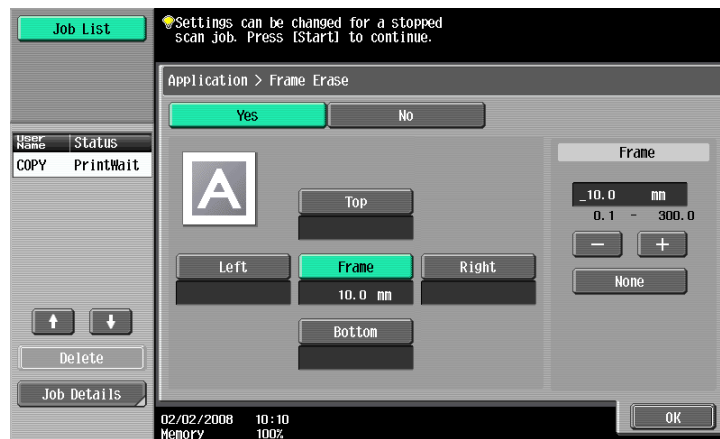 Job List
Settings can be changed for a stopped
scan job. Press [Start] to continue.
Application > Frame Erase
Yes No
User Name Status
COPY PrintWait
A
Frame
Top
_10.0 mm
0.1 - 300.0
Left Frame Right
10.0 mm
− +
None
Bottom
Delete
Job Details
02/02/2008 10:10
Memory 100%
OK